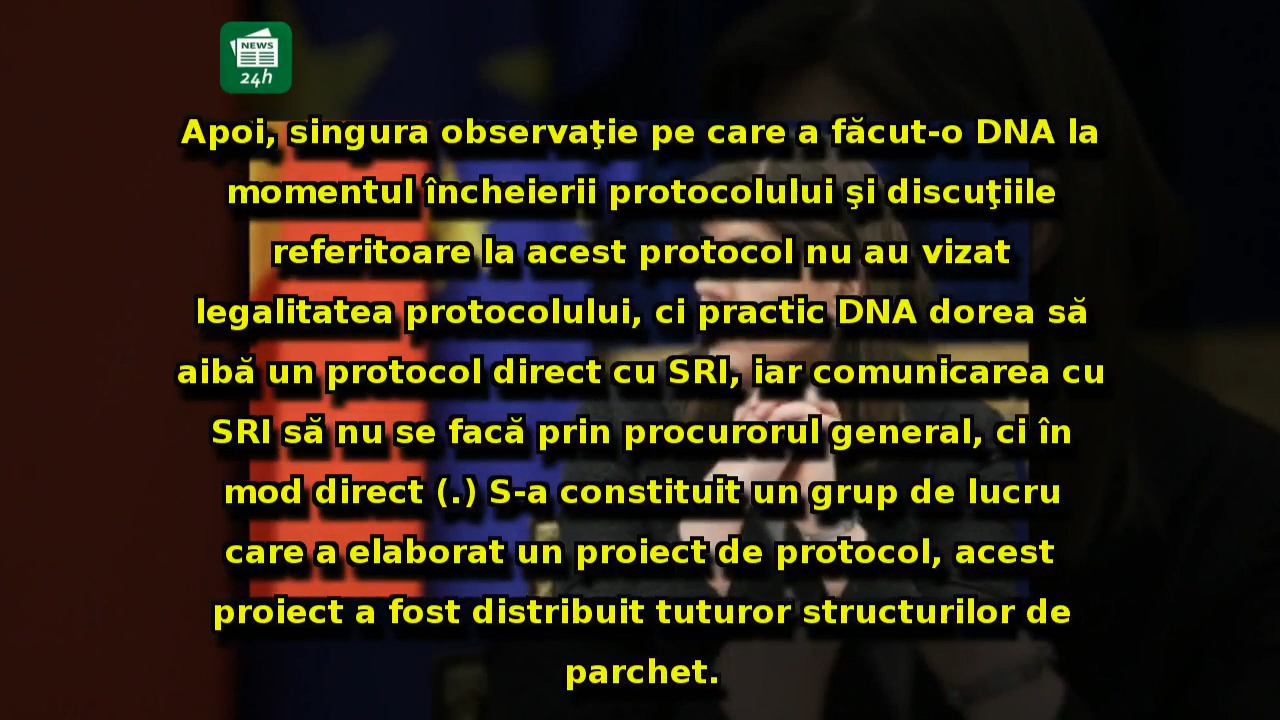 NEWS
24h
Apoi, singura observaţie pe care a făcut-o DNA la
momentul încheierii protocolului şi discuţiile
referitoare la acest protocol nu au vizat
legalitatea protocolului, ci practic DNA dorea să
aibă un protocol direct cu SRI, iar comunicarea cu
SRI să nu se facă prin procurorul general, ci în
mod direct (.) S-a constituit un grup de lucru
care a elaborat un proiect de protocol, acest
proiect a fost distribuit tuturor structurilor de
parchet.